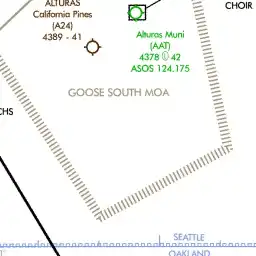 ALTURAS
California Pines
(A24)
4389 - 41
CHOIR
Alturas Muni
(AAT)
4378 Ⓛ 42
ASOS 124.175
GOOSE SOUTH MOA
CHS
SEATTLE
OAKLAND